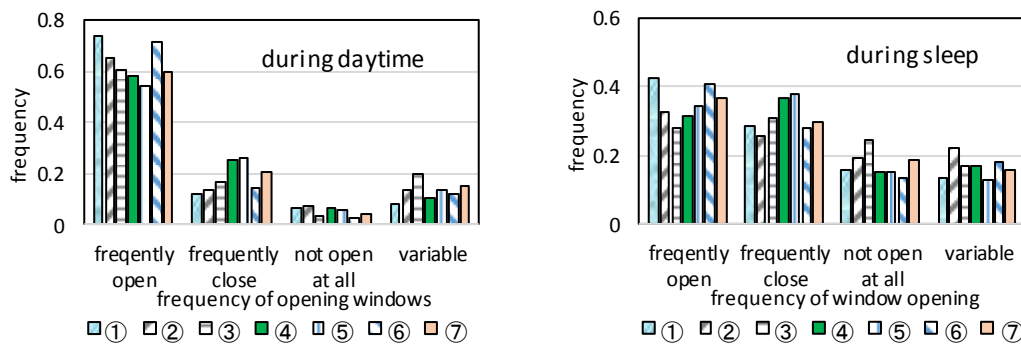 0.8
0.6
0.4
0.2
0
frequency
during daytime
freqently open
frequently close
not open at all
variable
frequency of opening windows
① ② ③ ④ ⑤ ⑥ ⑦
0.6
0.4
0.2
0
frequency
during sleep
freqently open
frequently close
not open at all
variable
frequency of window opening
① ② ③ ④ ⑤ ⑥ ⑦